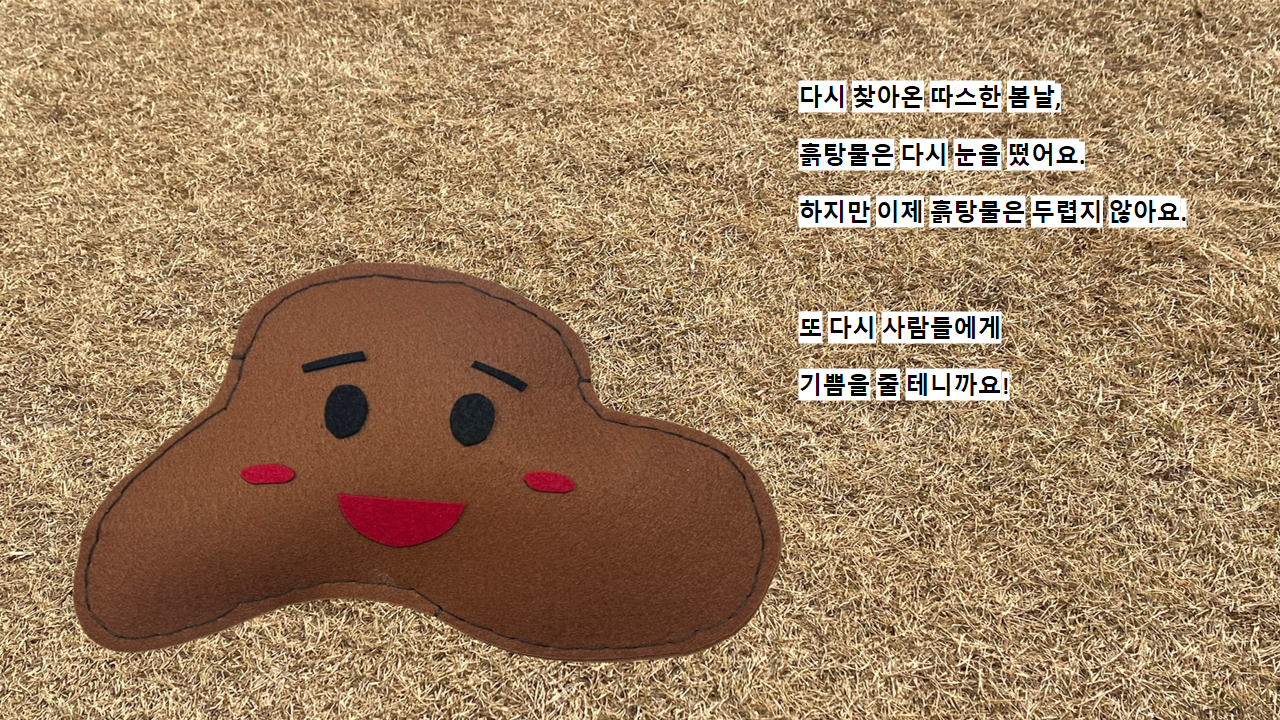 다시 찾아온 따스한 봄날,
흙탕물은 다시 눈을 떴어요.
하지만 이제 흙탕물은 두렵지 않아요.
또 다시 사람들에게
기쁨을 줄 테니까요!